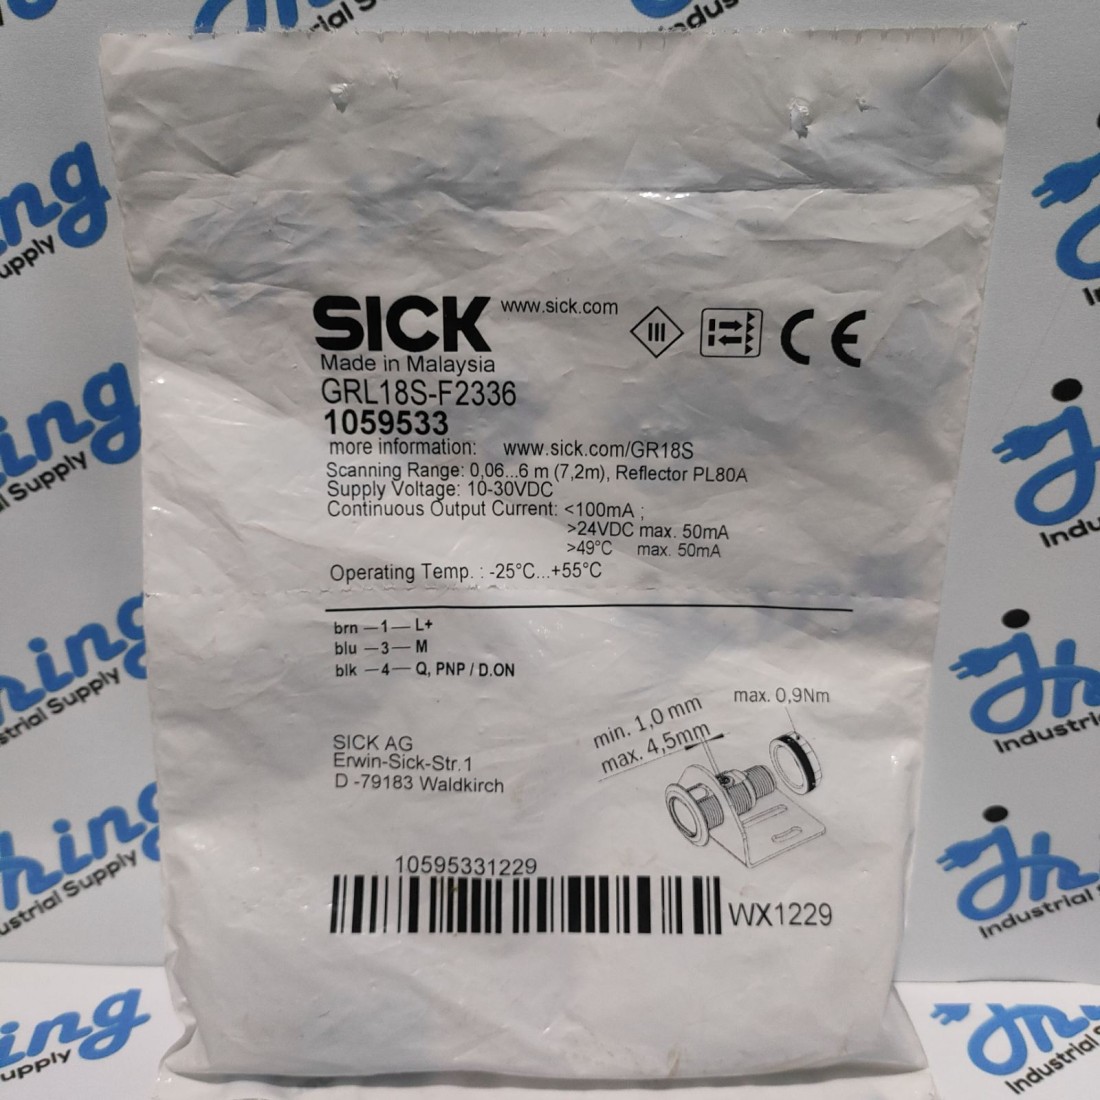 SICK www.sick.com
III
CE
Made in Malaysia
GRL18S-F2336
1059533
more information: www.sick.com/GR18S
Scanning Range: 0,06...6 m (7,2m), Reflector PL80A
Supply Voltage: 10-30VDC
Continuous Output Current: <100mA ;
>24VDC max. 50mA
>49°C max. 50mA
Operating Temp. : -25°C...+55°C
brn —1— L+
blu —3— M
blk —4— Q, PNP / D.ON
SICK AG
Erwin-Sick-Str.1
D -79183 Waldkirch
min. 1,0 mm
max. 4,5mm
max. 0,9Nm
10595331229
WX1229